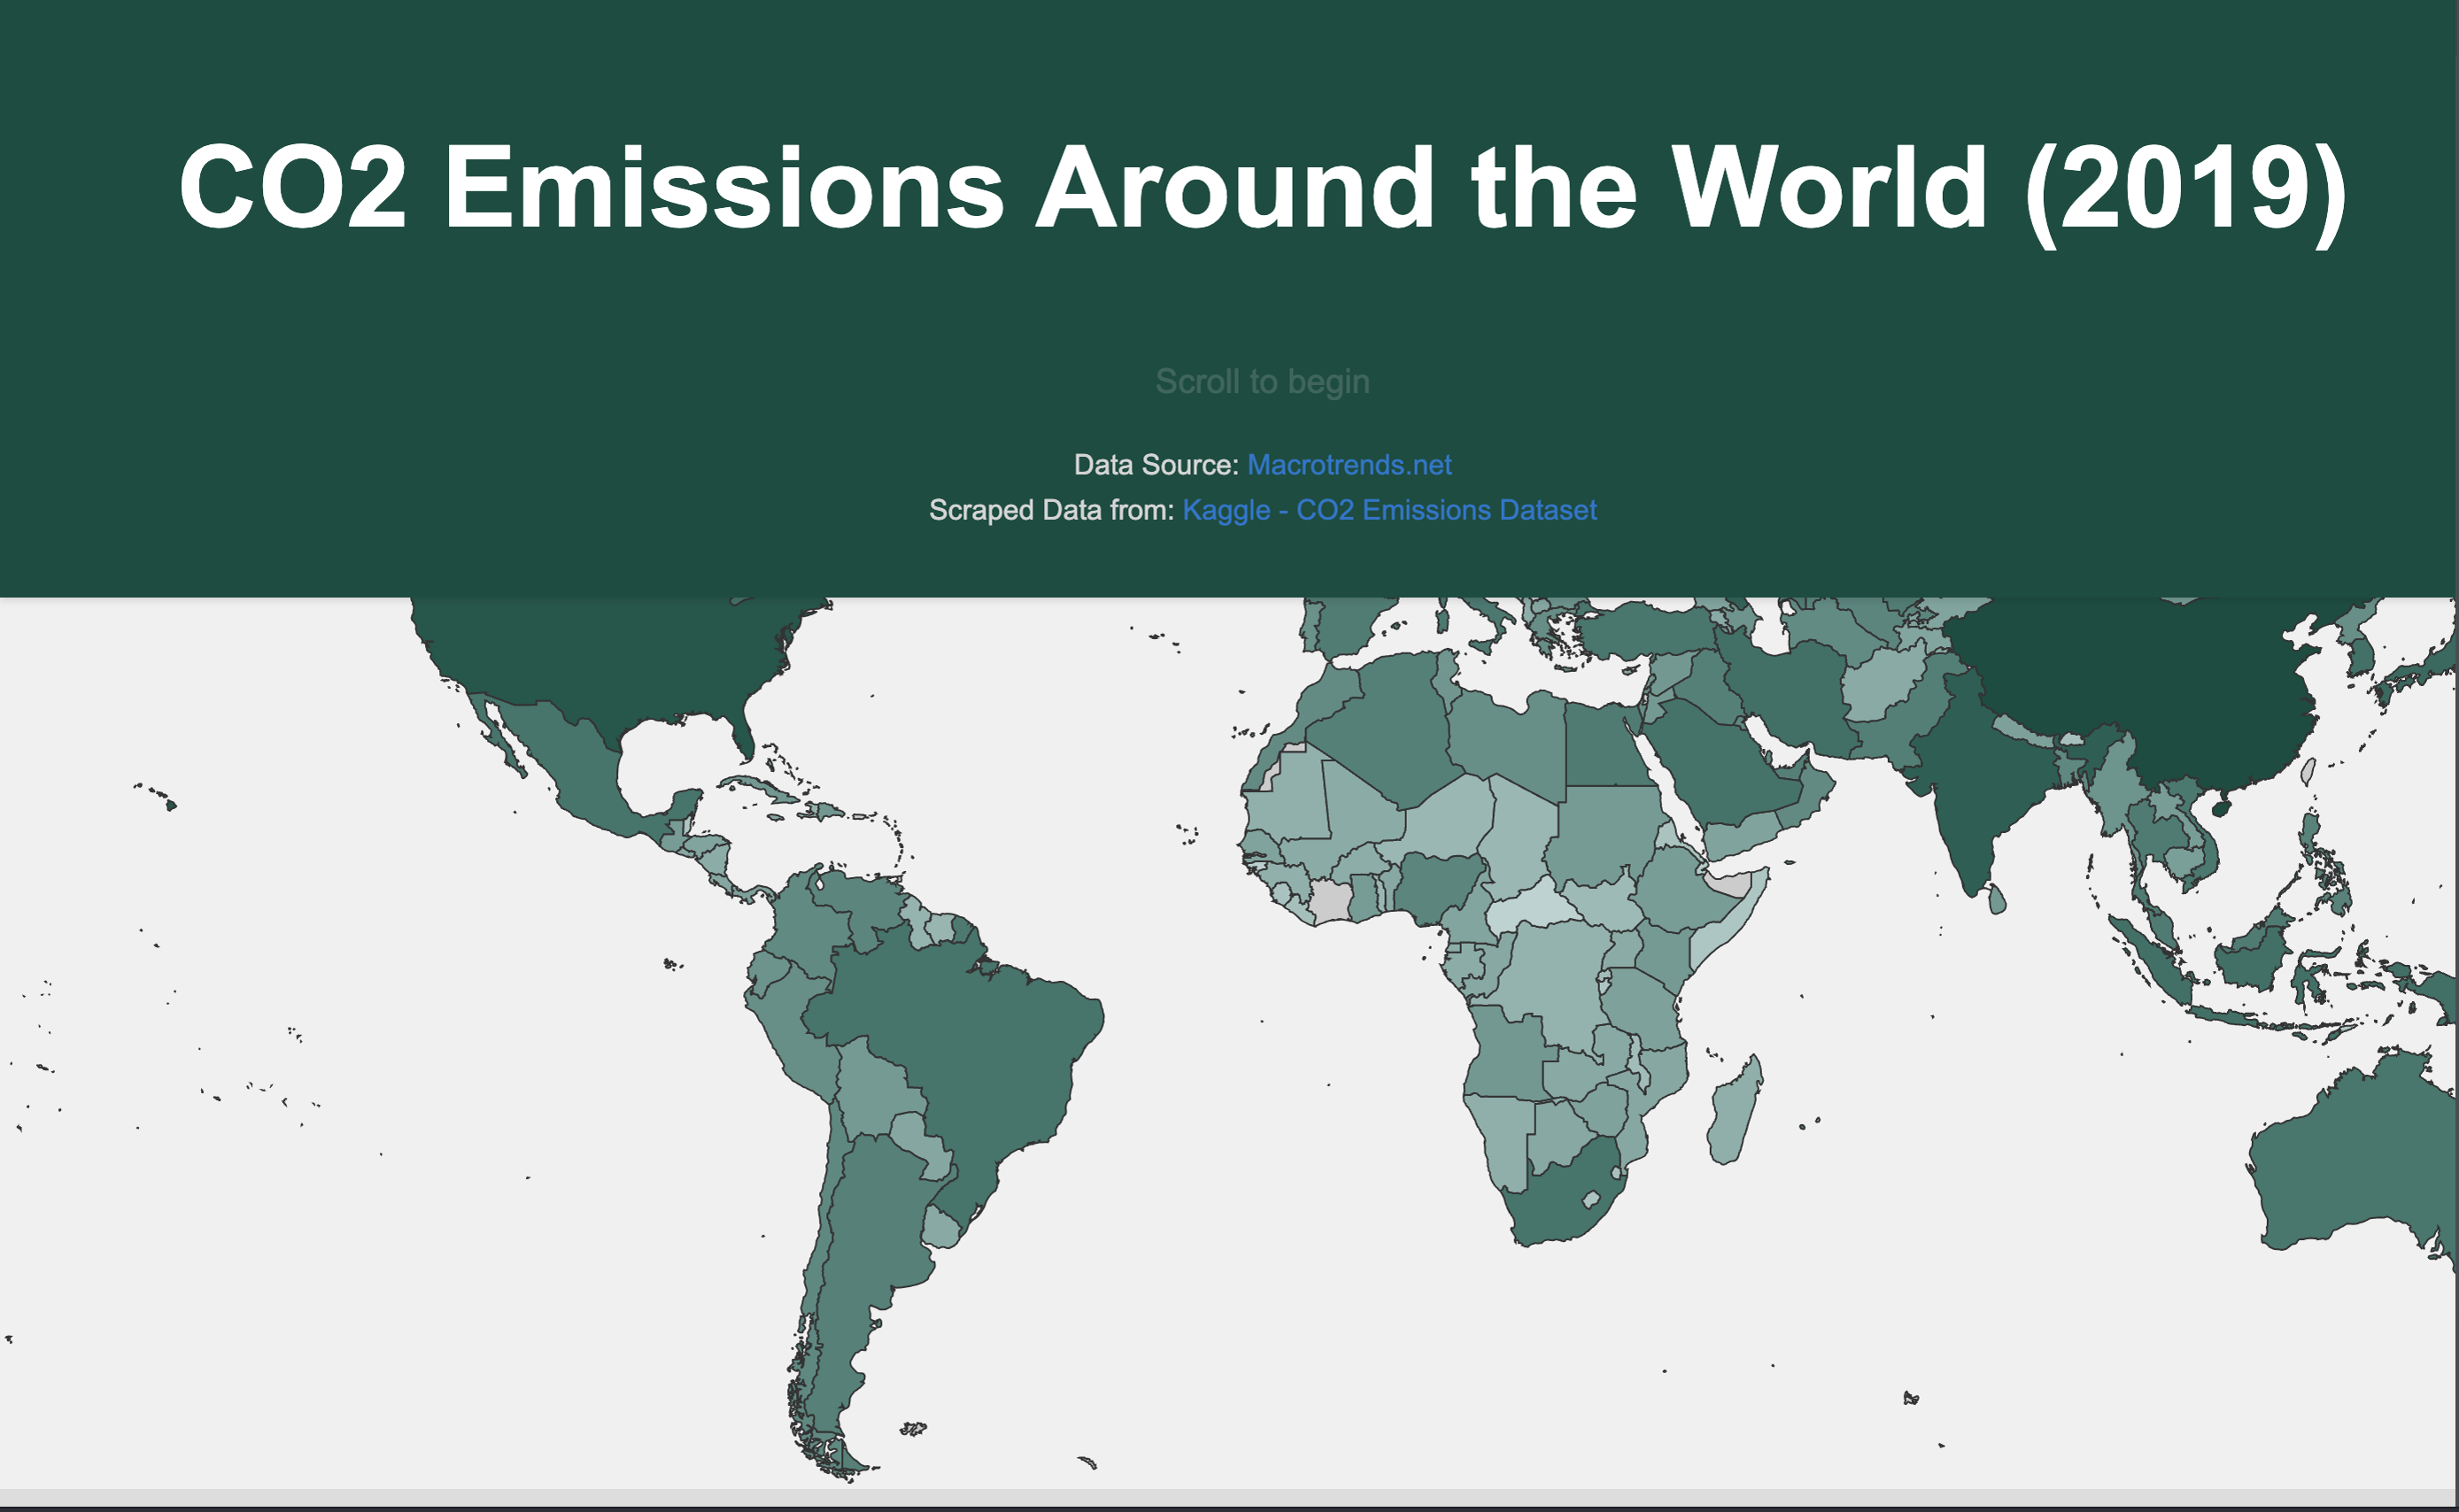 CO2 Emissions Around the World (2019)
Scroll to begin
Data Source: Macrotrends.net
Scraped Data from: Kaggle - CO2 Emissions Dataset